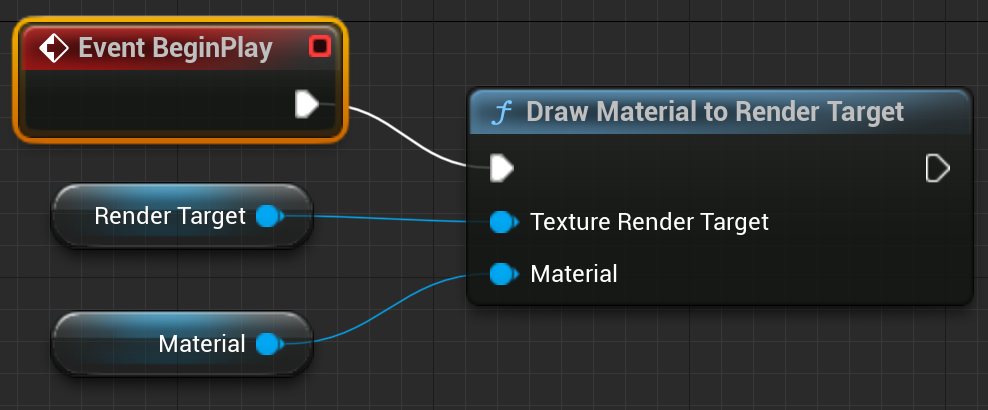 Event BeginPlay
f Draw Material to Render Target
Render Target
Texture Render Target
Material
Material